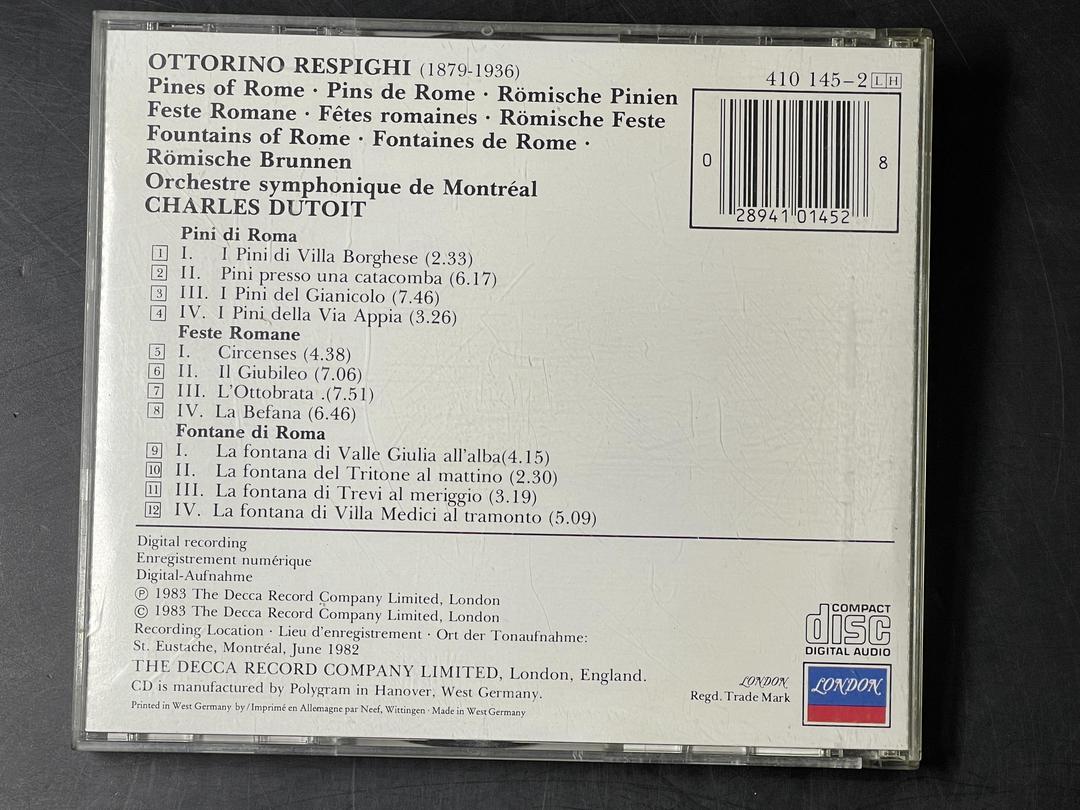 OTTORINO RESPIGHI (1879-1936)
Pines of Rome · Pins de Rome · Römische Pinien
Feste Romane · Fêtes romaines · Römische Feste
Fountains of Rome · Fontaines de Rome ·
Römische Brunnen
Orchestre symphonique de Montréal
CHARLES DUTOIT
410 145-2 LH
0 28941 01452 8
Pini di Roma
1 I. I Pini di Villa Borghese (2.33)
2 II. Pini presso una catacomba (6.17)
3 III. I Pini del Gianicolo (7.46)
4 IV. I Pini della Via Appia (3.26)
Feste Romane
5 I. Circenses (4.38)
6 II. Il Giubileo (7.06)
7 III. L'Ottobrata .(7.51)
8 IV. La Befana (6.46)
Fontane di Roma
9 I. La fontana di Valle Giulia all'alba(4.15)
10 II. La fontana del Tritone al mattino (2.30)
11 III. La fontana di Trevi al meriggio (3.19)
12 IV. La fontana di Villa Medici al tramonto (5.09)
Digital recording
Enregistrement numérique
Digital-Aufnahme
℗ 1983 The Decca Record Company Limited, London
© 1983 The Decca Record Company Limited, London
Recording Location · Lieu d'enregistrement · Ort der Tonaufnahme:
St. Eustache, Montréal, June 1982
THE DECCA RECORD COMPANY LIMITED, London, England.
CD is manufactured by Polygram in Hanover, West Germany.
Printed in West Germany by/Imprimé en Allemagne par Neef, Wittingen · Made in West Germany
COMPACT
disc
DIGITAL AUDIO
LONDON
Regd. Trade Mark
LONDON